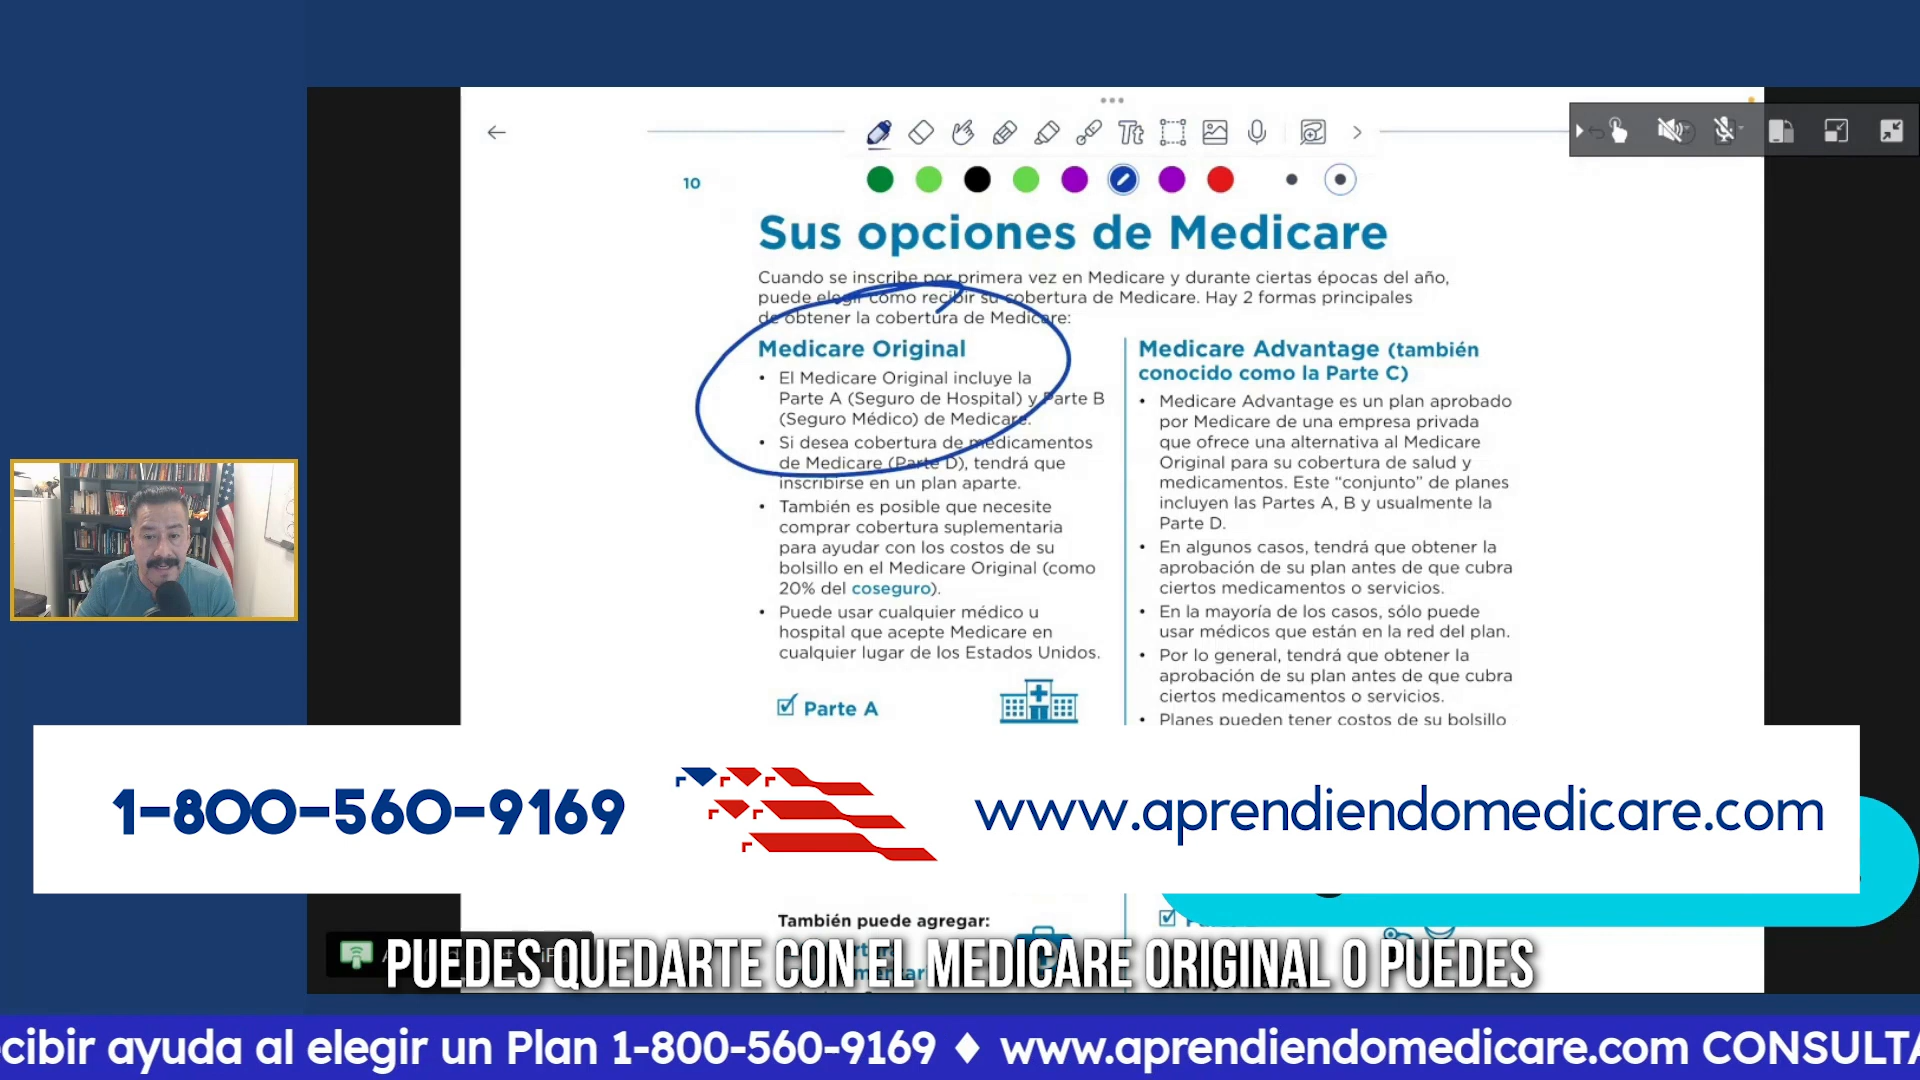 10
Sus opciones de Medicare
Cuando se inscribe por primera vez en Medicare y durante ciertas épocas del año,
puede elegir cómo recibir su cobertura de Medicare. Hay 2 formas principales
de obtener la cobertura de Medicare:
Medicare Original
• El Medicare Original incluye la
Parte A (Seguro de Hospital) y Parte B
(Seguro Médico) de Medicare.
• Si desea cobertura de medicamentos
de Medicare (Parte D), tendrá que
inscribirse en un plan aparte.
• También es posible que necesite
comprar cobertura suplementaria
para ayudar con los costos de su
bolsillo en el Medicare Original (como
20% del coseguro).
• Puede usar cualquier médico u
hospital que acepte Medicare en
cualquier lugar de los Estados Unidos.
Parte A
También puede agregar:
Medicare Advantage (también
conocido como la Parte C)
• Medicare Advantage es un plan aprobado
por Medicare de una empresa privada
que ofrece una alternativa al Medicare
Original para su cobertura de salud y
medicamentos. Este “conjunto” de planes
incluyen las Partes A, B y usualmente la
Parte D.
• En algunos casos, tendrá que obtener la
aprobación de su plan antes de que cubra
ciertos medicamentos o servicios.
• En la mayoría de los casos, sólo puede
usar médicos que están en la red del plan.
• Por lo general, tendrá que obtener la
aprobación de su plan antes de que cubra
ciertos medicamentos o servicios.
• Planes pueden tener costos de su bolsillo
1-800-560-9169
www.aprendiendomedicare.com
PUEDES QUEDARTE CON EL MEDICARE ORIGINAL O PUEDES
cibir ayuda al elegir un Plan 1-800-560-9169 ♦ www.aprendiendomedicare.com CONSULTA